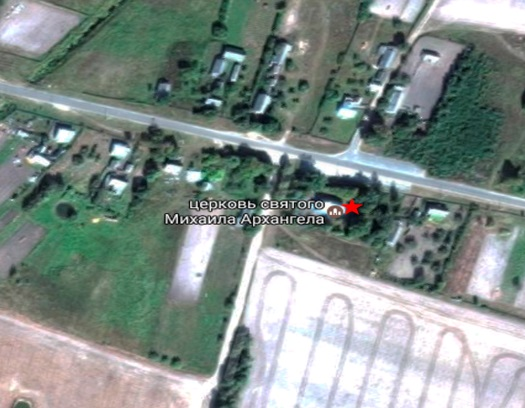 церковь святого
Михаила Архангела